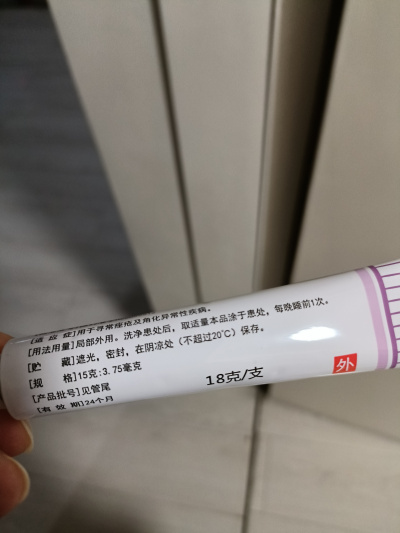 [适应症]用于寻常痤疮及角化异常性疾病。
[用法用量]局部外用。洗净患处后，取适量本品涂于患处，每晚睡前1次。
[贮　　藏]遮光，密封，在阴凉处（不超过20℃）保存。
[规　　格]15克:3.75毫克
[产品批号]见管尾
[有 效 期]24个月
18克/支
外